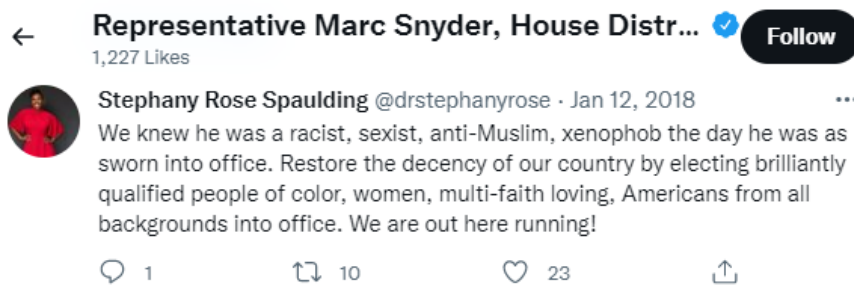 Representative Marc Snyder, House Distr...
Follow
1,227 Likes
Stephany Rose Spaulding @drstephanyrose · Jan 12, 2018
We knew he was a racist, sexist, anti-Muslim, xenophob the day he was as
sworn into office. Restore the decency of our country by electing brilliantly
qualified people of color, women, multi-faith loving, Americans from all
backgrounds into office. We are out here running!
1 10 23